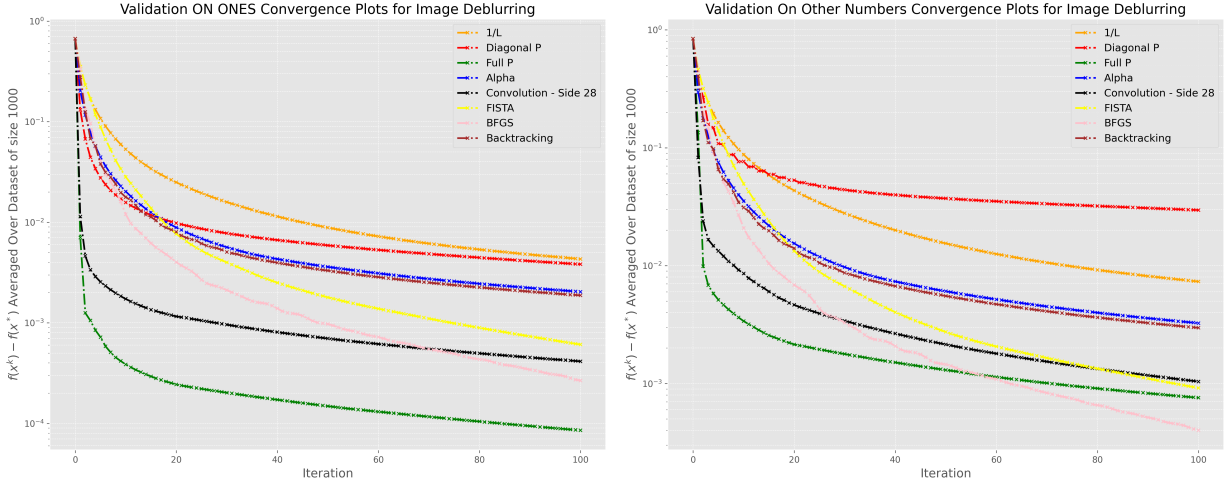 Validation ON ONES Convergence Plots for Image Deblurring
f(x^k) − f(x^*) Averaged Over Dataset of size 1000
10^0
10^{-1}
10^{-2}
10^{-3}
10^{-4}
1/L
Diagonal P
Full P
Alpha
Convolution - Side 28
FISTA
BFGS
Backtracking
0 20 40 60 80 100
Iteration
Validation On Other Numbers Convergence Plots for Image Deblurring
f(x^k) − f(x^*) Averaged Over Dataset of size 1000
10^0
10^{-1}
10^{-2}
10^{-3}
1/L
Diagonal P
Full P
Alpha
Convolution - Side 28
FISTA
BFGS
Backtracking
0 20 40 60 80 100
Iteration